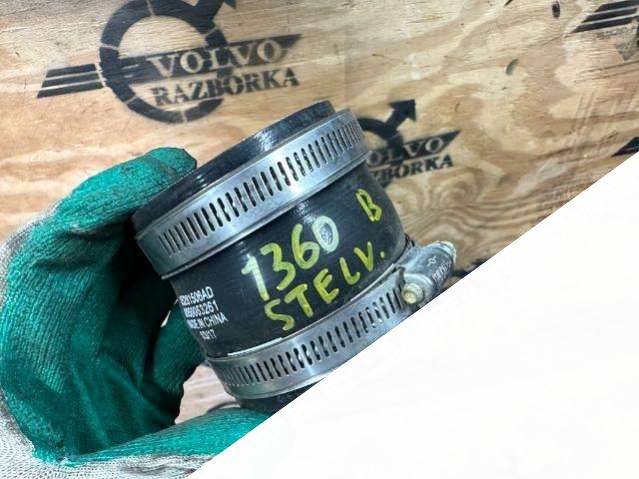 VOLVO
RAZBORKA
VOLVO
RAZBORKA
1360 B
STELV.
MADE IN CHINA